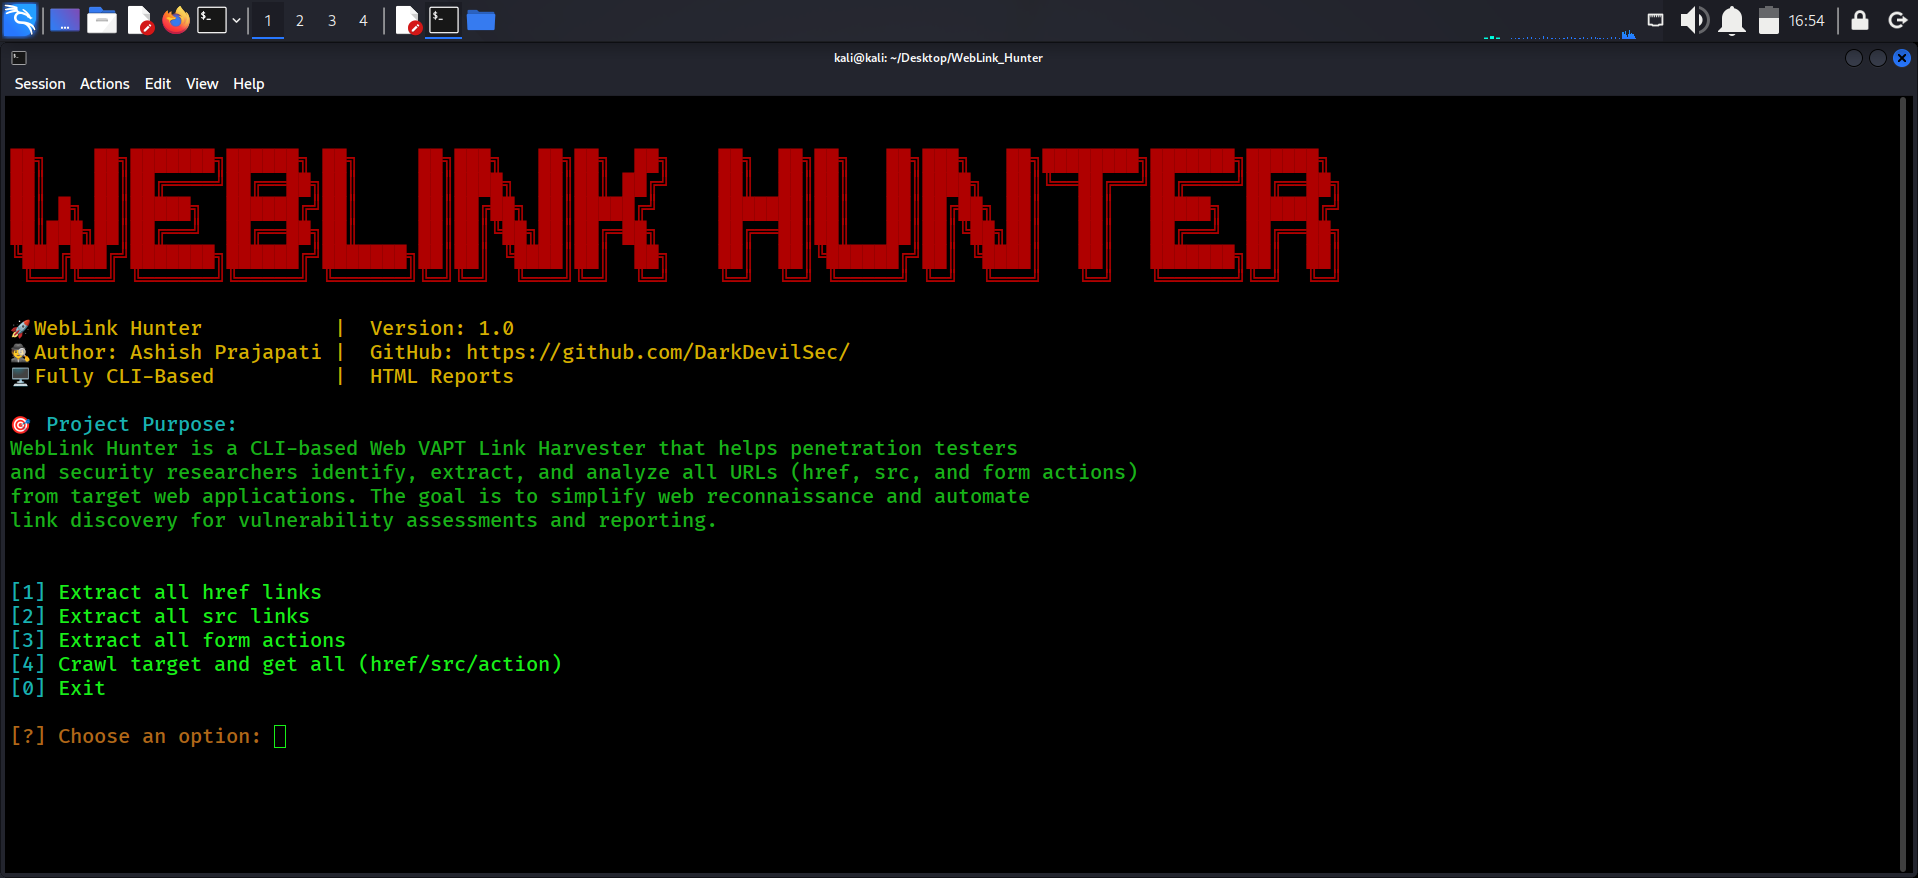 1 2 3 4 16:54
kali@kali: ~/Desktop/WebLink_Hunter
Session Actions Edit View Help
WEBLINK HUNTER
WebLink Hunter | Version: 1.0
Author: Ashish Prajapati | GitHub: https://github.com/DarkDevilSec/
Fully CLI-Based | HTML Reports
Project Purpose:
WebLink Hunter is a CLI-based Web VAPT Link Harvester that helps penetration testers
and security researchers identify, extract, and analyze all URLs (href, src, and form actions)
from target web applications. The goal is to simplify web reconnaissance and automate
link discovery for vulnerability assessments and reporting.
[1] Extract all href links
[2] Extract all src links
[3] Extract all form actions
[4] Crawl target and get all (href/src/action)
[0] Exit
[?] Choose an option: